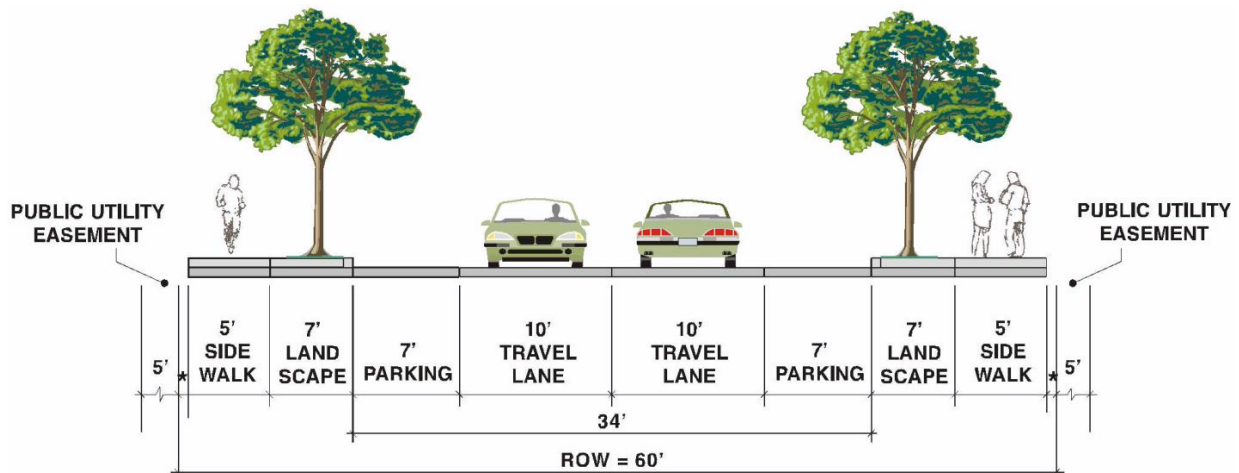 PUBLIC UTILITY
EASEMENT
PUBLIC UTILITY
EASEMENT
5'
*
5'
SIDE
WALK
7'
LAND
SCAPE
7'
PARKING
10'
TRAVEL
LANE
10'
TRAVEL
LANE
7'
PARKING
7'
LAND
SCAPE
5'
SIDE
WALK
*
5'
34'
ROW = 60'